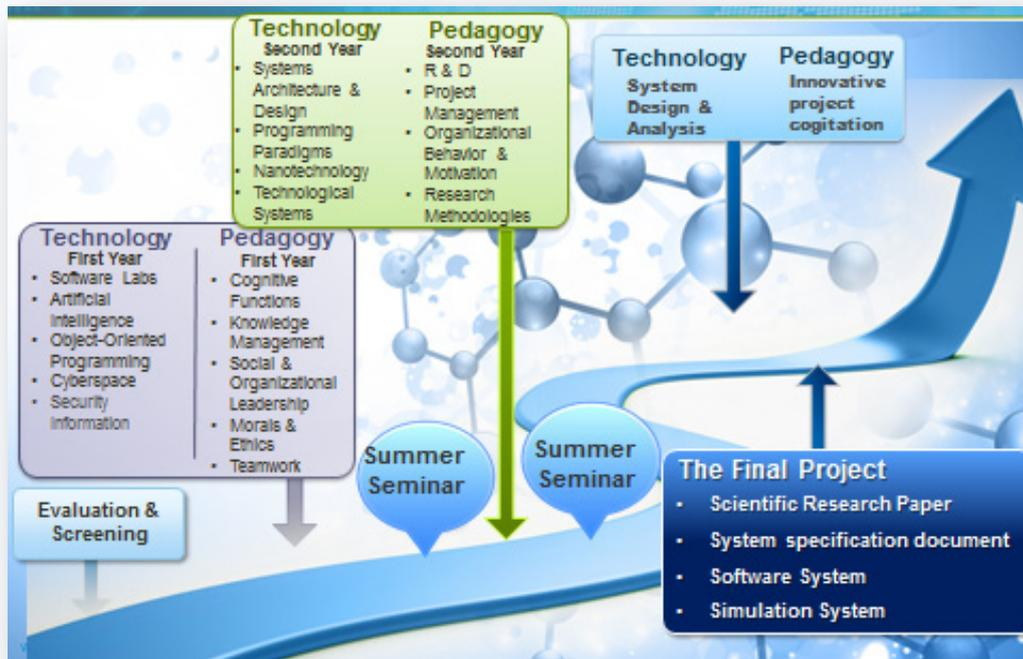 Technology
Second Year
• Systems
Architecture &
Design
• Programming
Paradigms
• Nanotechnology
• Technological
Systems
Pedagogy
Second Year
• R & D
• Project
Management
• Organizational
Behavior &
Motivation
• Research
Methodologies
Technology
System
Design &
Analysis
Pedagogy
Innovative
project
cogitation
Technology
First Year
• Software Labs
• Artificial
Intelligence
• Object-Oriented
Programming
• Cyberspace
• Security
Information
Pedagogy
First Year
• Cognitive
Functions
• Knowledge
Management
• Social &
Organizational
Leadership
• Morals &
Ethics
• Teamwork
Summer
Seminar
Summer
Seminar
Evaluation &
Screening
The Final Project
• Scientific Research Paper
• System specification document
• Software System
• Simulation System